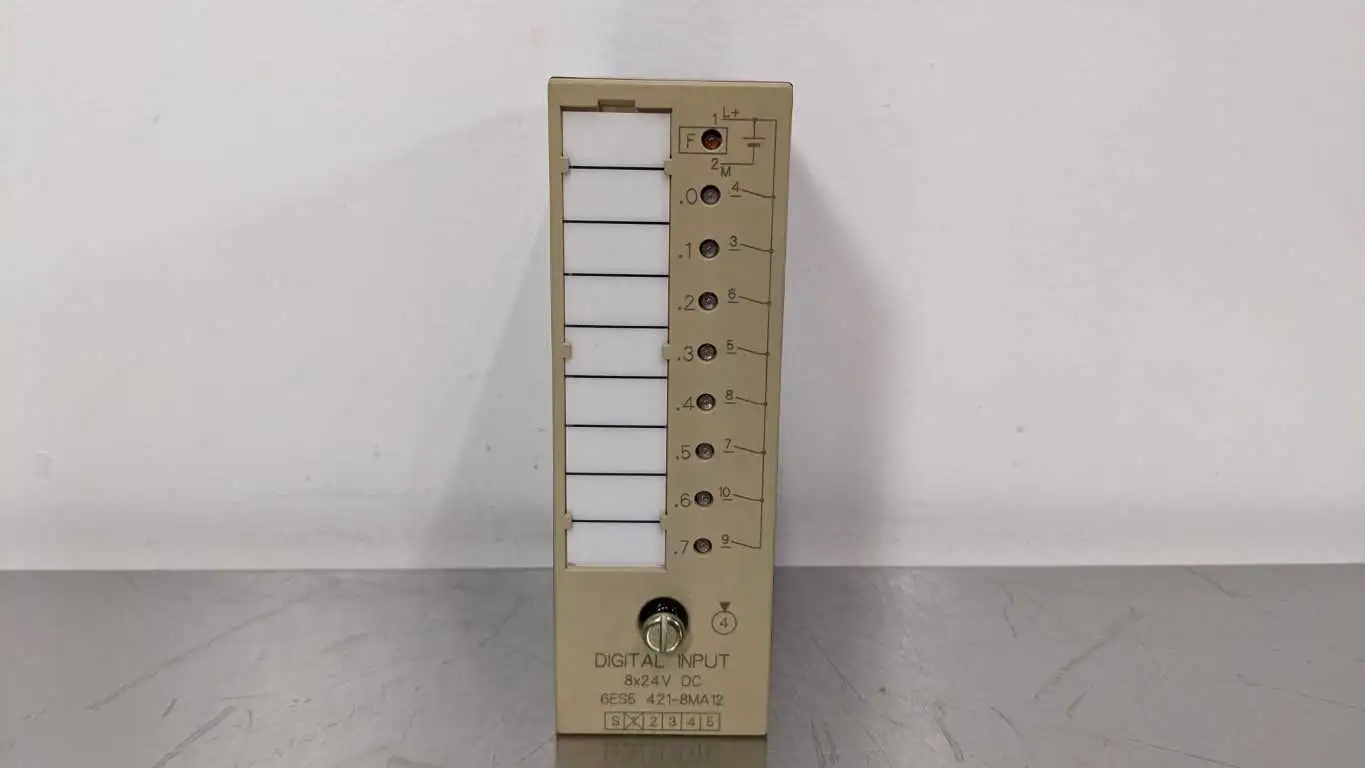 1 L+
F
2 M
.0 4
.1 3
.2 6
.3 5
.4 8
.5 7
.6 10
.7 9
4
DIGITAL INPUT
8x24V DC
6ES5 421-8MA12
S 2 3 4 5